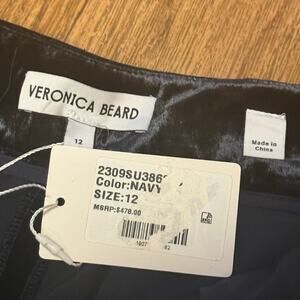 VERONICA BEARD
12
Made in
China
Color:NAVY
SIZE:12
MSRP:$478.00